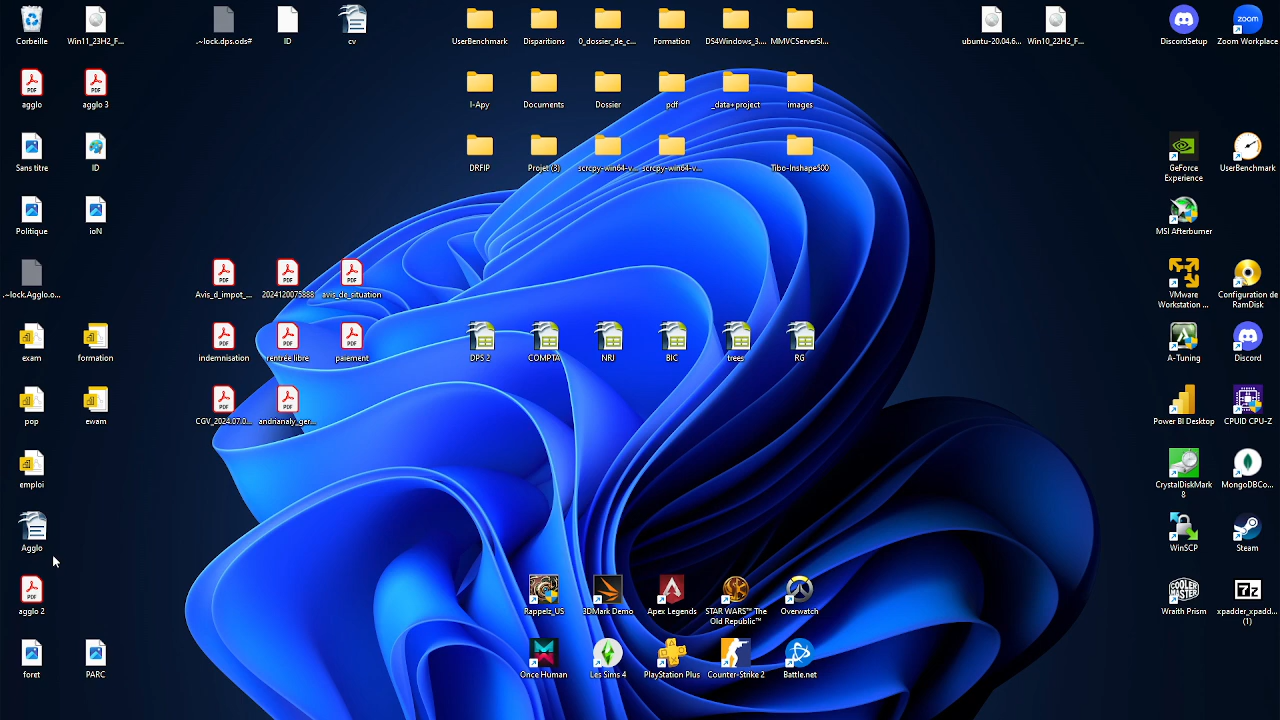 Corbeille
Win11_23H2_F...
.~lock.dps.ods#
ID
cv
UserBenchmark
Disparitions
0_dossier_de_c...
Formation
DS4Windows_3....
MMVCServerSI...
ubuntu-20.04.6...
Win10_22H2_F...
DiscordSetup
zoom
Zoom Workplace
agglo
agglo 3
I-Apy
Documents
Dossier
pdf
_data+project
images
Sans titre
ID
DRFIP
Projet (3)
scrcpy-win64-v...
scrcpy-win64-v...
Tibo-Inshape500
GeForce
Experience
UserBenchmark
Politique
ioN
MSI Afterburner
.~lock.Agglo.o...
Avis_d_impot_...
2024120075888
avis_de_situation
VMware
Workstation ...
Configuration de
RamDisk
exam
formation
indemnisation
rentree libre
paiement
DPS 2
COMPTA
NRJ
BIC
trees
RG
A-Tuning
Discord
pop
ewam
CGV_2024.07.0...
andrianaly_ger...
Power BI Desktop
CPUID CPU-Z
emploi
CrystalDiskMark
8
MongoDBCo...
Agglo
WinSCP
Steam
agglo 2
Rappelz_US
3DMark Demo
Apex Legends
STAR WARS™ The
Old Republic™
Overwatch
COOLER
MASTER
Wraith Prism
7z
xpadder_xpadd...
(1)
foret
PARC
Once Human
Les Sims 4
PlayStation Plus
Counter-Strike 2
Battle.net